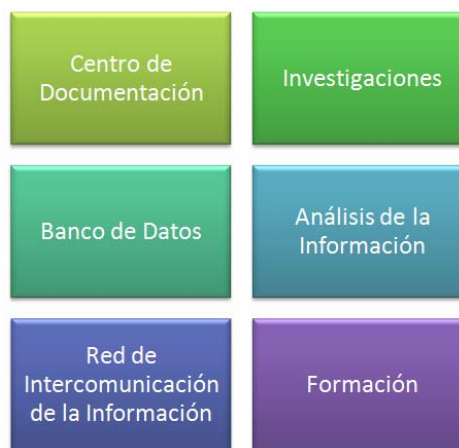 Centro de
Documentación
Investigaciones
Banco de Datos
Análisis de la
Información
Red de
Intercomunicación
de la Información
Formación